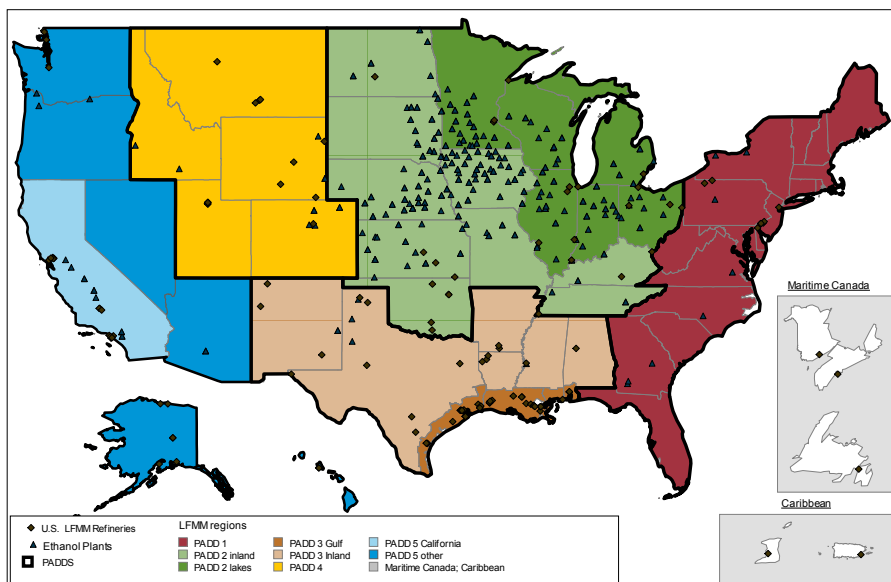 Maritime Canada
Caribbean
U.S. LFMM Refineries
Ethanol Plants
PADDS
LFMM regions
PADD 1
PADD 2 inland
PADD 2 lakes
PADD 3 Gulf
PADD 3 Inland
PADD 4
PADD 5 California
PADD 5 other
Maritime Canada; Caribbean